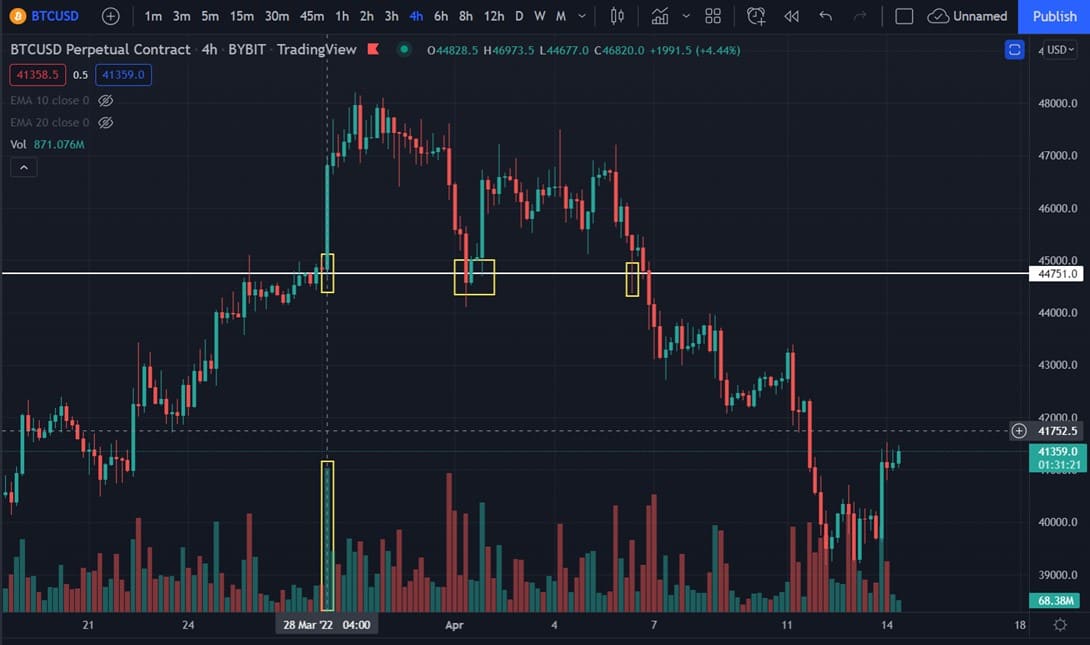 BTCUSD 1m 3m 5m 15m 30m 45m 1h 2h 3h 4h 6h 8h 12h D W M Unnamed Publish
BTCUSD Perpetual Contract · 4h · BYBIT · TradingView O44828.5 H46973.5 L44677.0 C46820.0 +1991.5 (+4.44%) USD
41358.5 0.5 41359.0
EMA 10 close 0
EMA 20 close 0
Vol 871.076M
48000.0
47000.0
46000.0
45000.0
44751.0
44000.0
43000.0
42000.0
41752.5
41359.0
01:31:21
40000.0
39000.0
68.38M
21 24 28 Mar '22 04:00 Apr 4 7 11 14 18